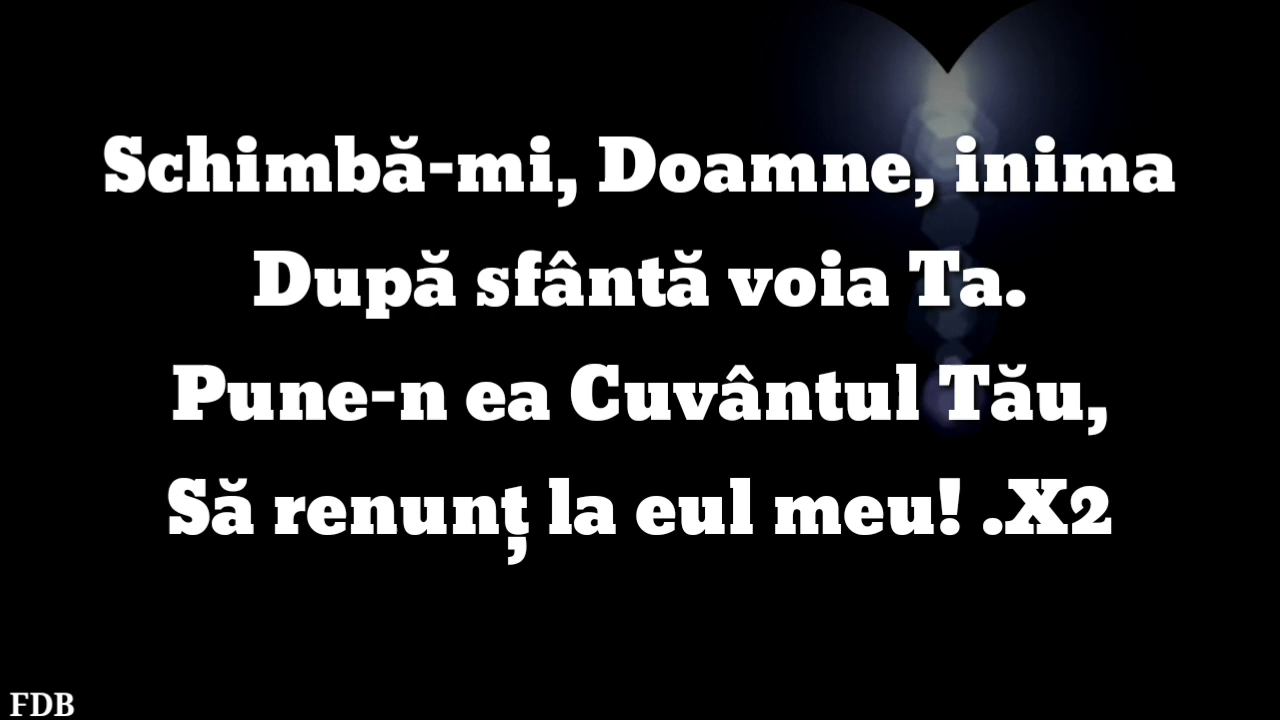 Schimbă-mi, Doamne, inima
După sfântă voia Ta.
Pune-n ea Cuvântul Tău,
Să renunț la eul meu! .X2
FDB